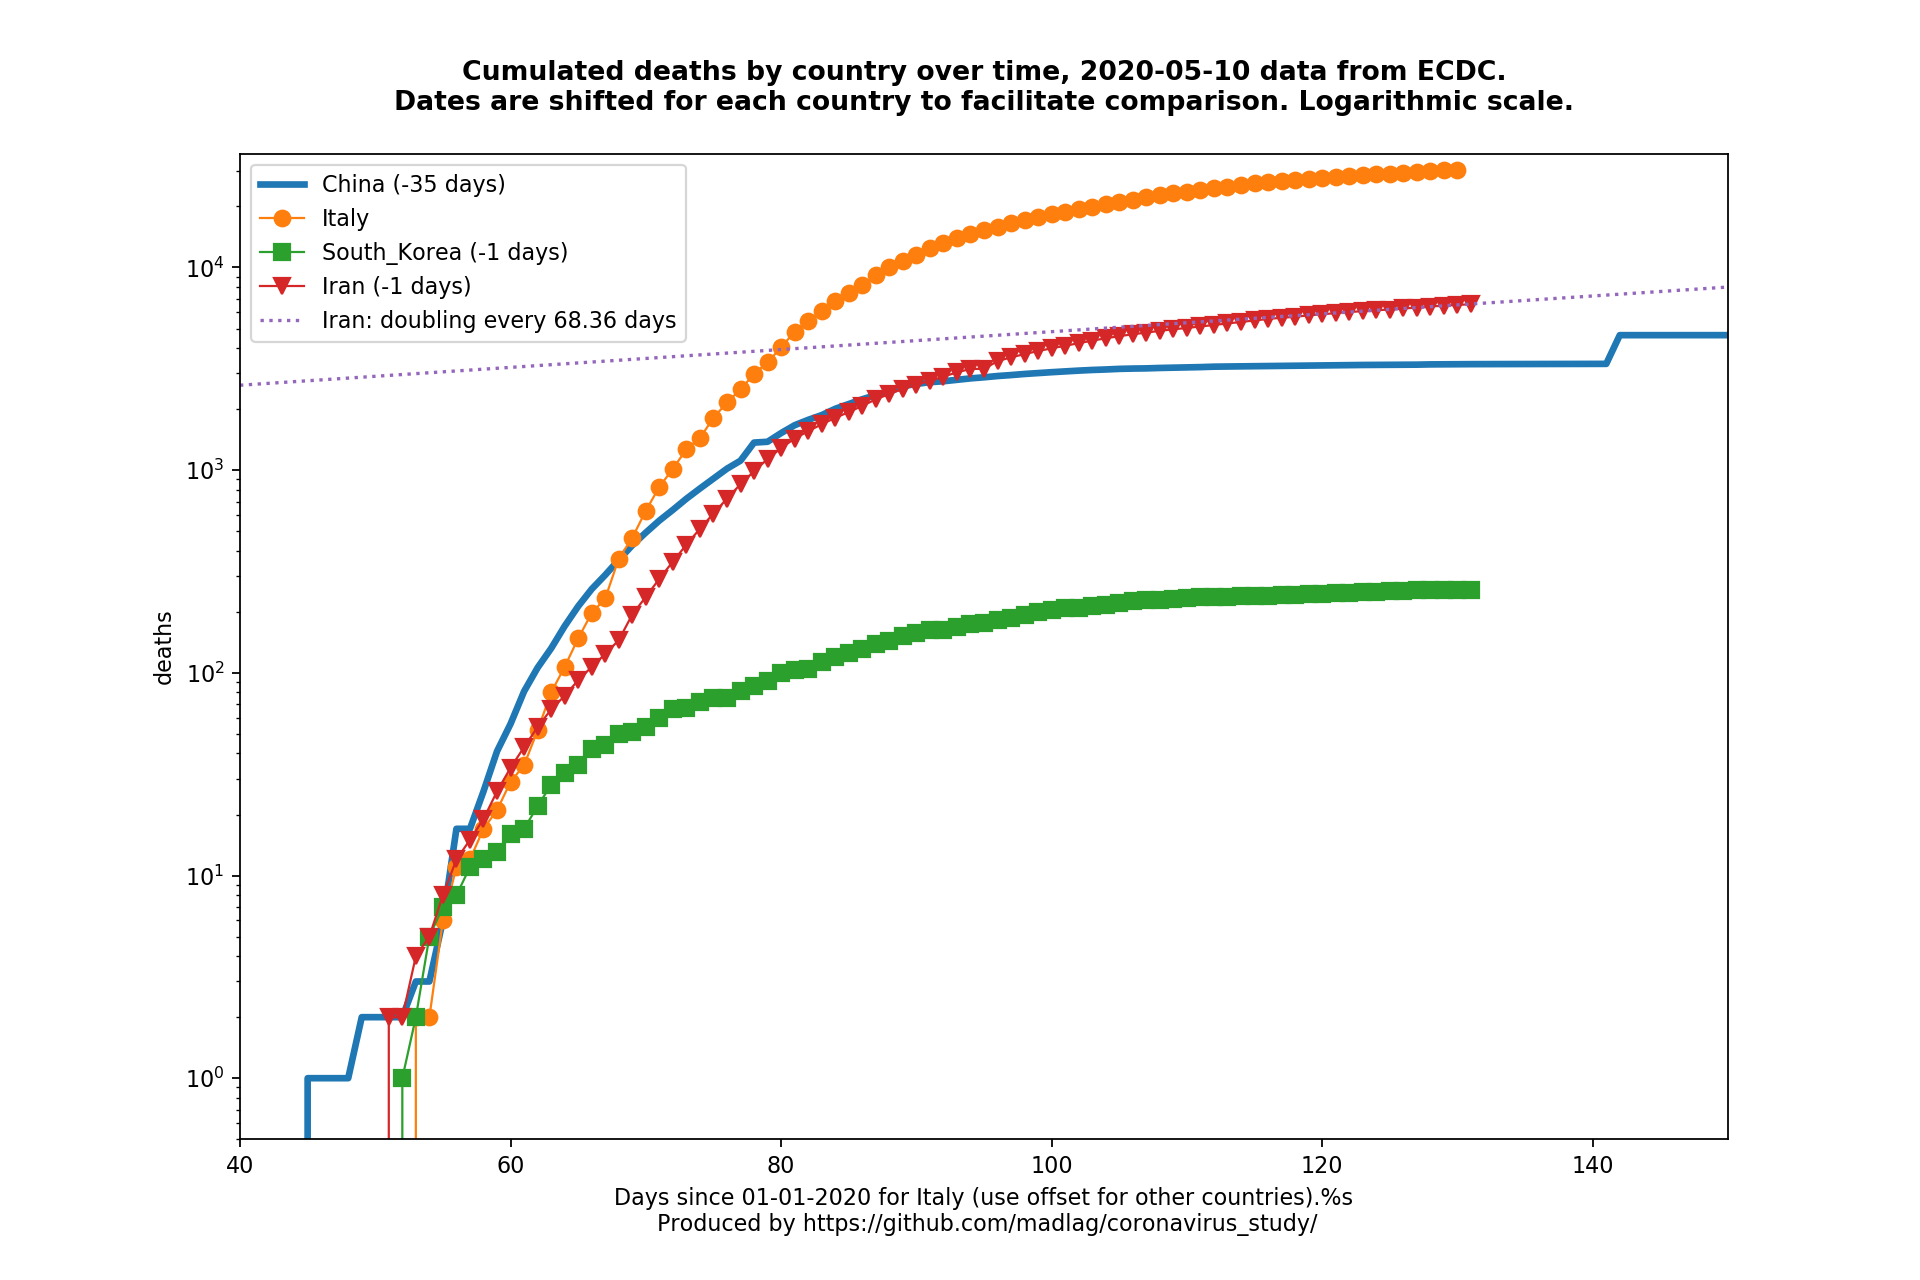 Cumulated deaths by country over time, 2020-05-10 data from ECDC.
Dates are shifted for each country to facilitate comparison. Logarithmic scale.
China (-35 days)
Italy
South_Korea (-1 days)
Iran (-1 days)
Iran: doubling every 68.36 days
deaths
10⁴
10³
10²
10¹
10⁰
40 60 80 100 120 140
Days since 01-01-2020 for Italy (use offset for other countries).%s
Produced by https://github.com/madlag/coronavirus_study/